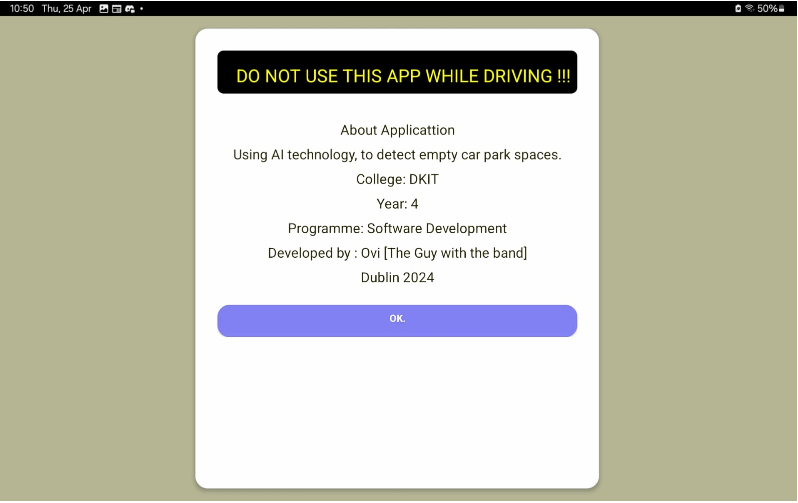 10:50 Thu, 25 Apr
50%
DO NOT USE THIS APP WHILE DRIVING !!!
About Applicattion
Using AI technology, to detect empty car park spaces.
College: DKIT
Year: 4
Programme: Software Development
Developed by : Ovi [The Guy with the band]
Dublin 2024
OK.